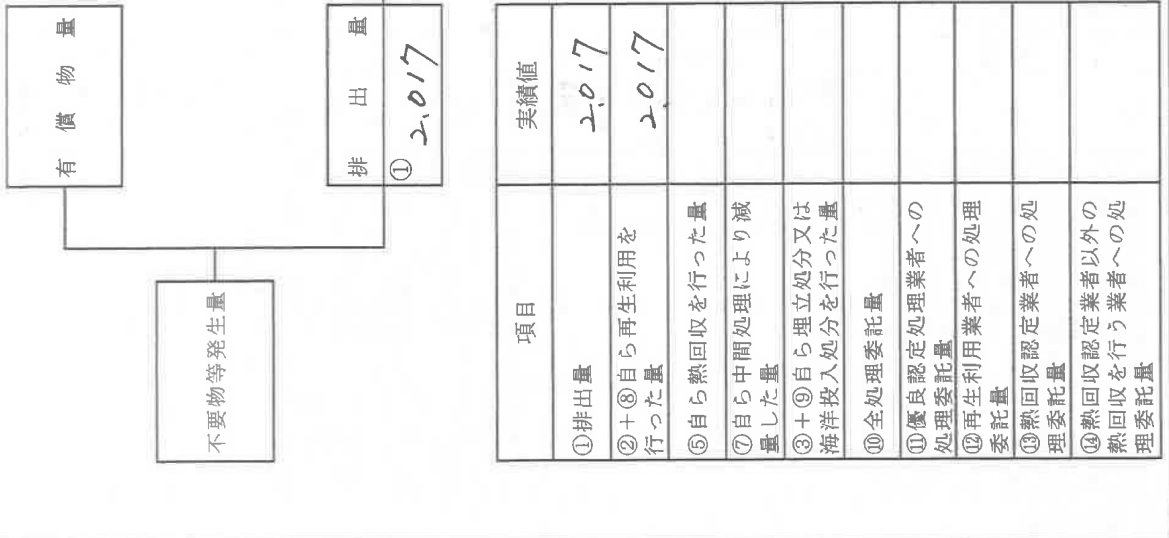 有償物量
不要物等発生量
排出量
①
2.017
項目
実績値
①排出量
2.017
②+⑧自ら再生利用を
行った量
2.017
⑤自ら熱回収を行った量
⑦自ら中間処理により減
量した量
③+⑨自ら埋立処分又は
海洋投入処分を行った量
⑩全処理委託量
⑪優良認定処理業者への
処理委託量
⑫再生利用業者への処理
委託量
⑬熱回収認定業者への処
理委託量
⑭熱回収認定業者以外の
熱回収を行う業者への処
理委託量